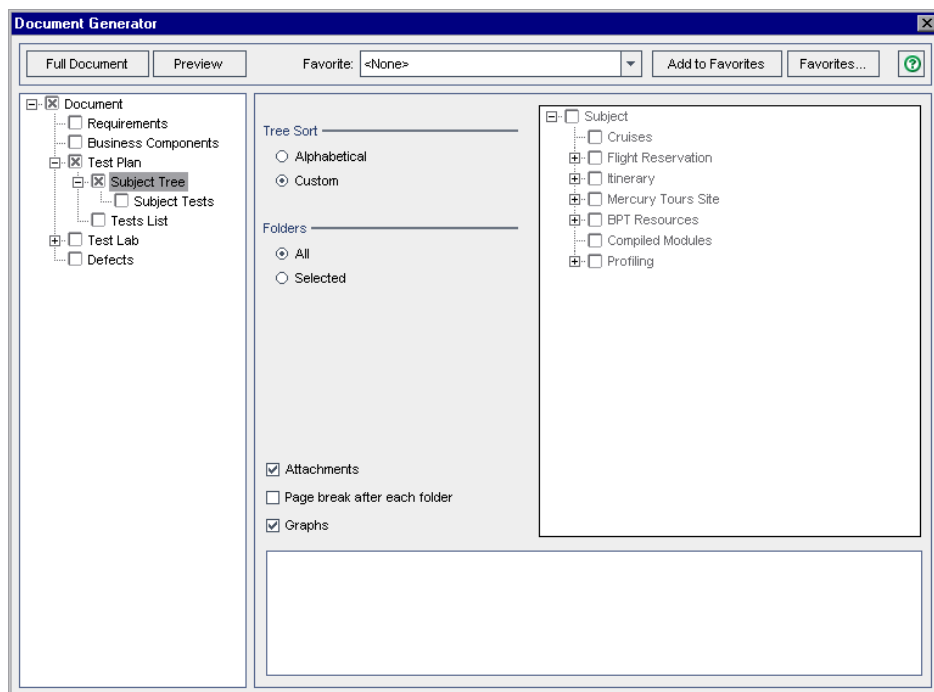 Document Generator
Full Document Preview Favorite: <None> Add to Favorites Favorites... ?
Document
Requirements
Business Components
Test Plan
Subject Tree
Subject Tests
Tests List
Test Lab
Defects
Tree Sort
Alphabetical
Custom
Folders
All
Selected
Attachments
Page break after each folder
Graphs
Subject
Cruises
Flight Reservation
Itinerary
Mercury Tours Site
BPT Resources
Compiled Modules
Profiling